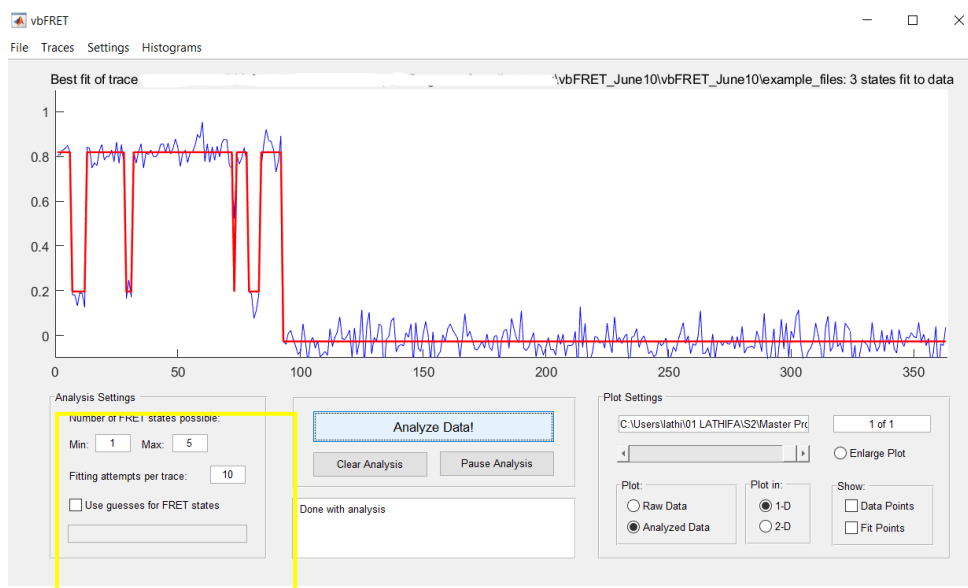 vbFRET
File Traces Settings Histograms
Best fit of trace \vbFRET_June10\vbFRET_June10\example_files: 3 states fit to data
1
0.8
0.6
0.4
0.2
0
0 50 100 150 200 250 300 350
Analysis Settings
Number of FRET states possible:
Min: 1 Max: 5
Fitting attempts per trace: 10
Use guesses for FRET states
Analyze Data!
Clear Analysis Pause Analysis
Done with analysis
Plot Settings
C:\Users\lathi\01 LATHIFA\S2\Master Prc 1 of 1
Enlarge Plot
Plot: Plot in: Show:
Raw Data 1-D Data Points
Analyzed Data 2-D Fit Points